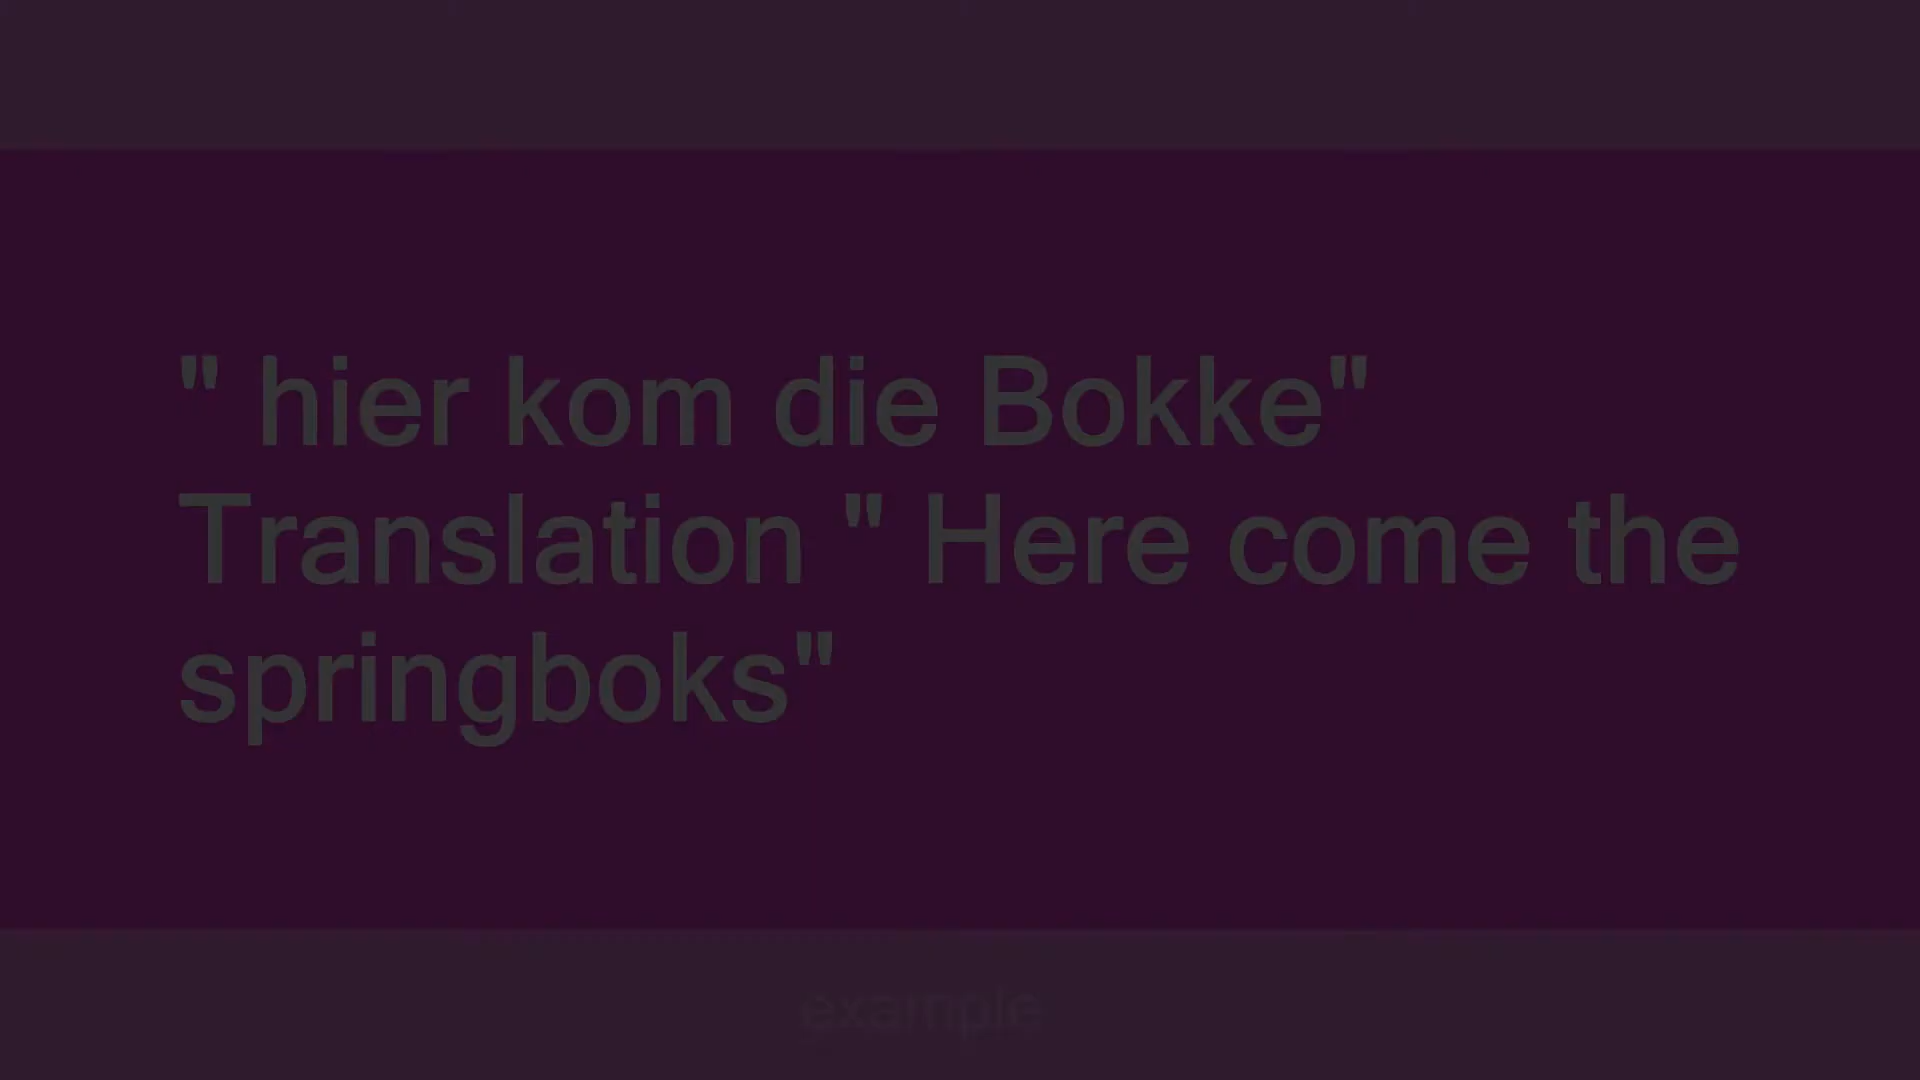 " hier kom die Bokke"
Translation " Here come the
springboks"
example